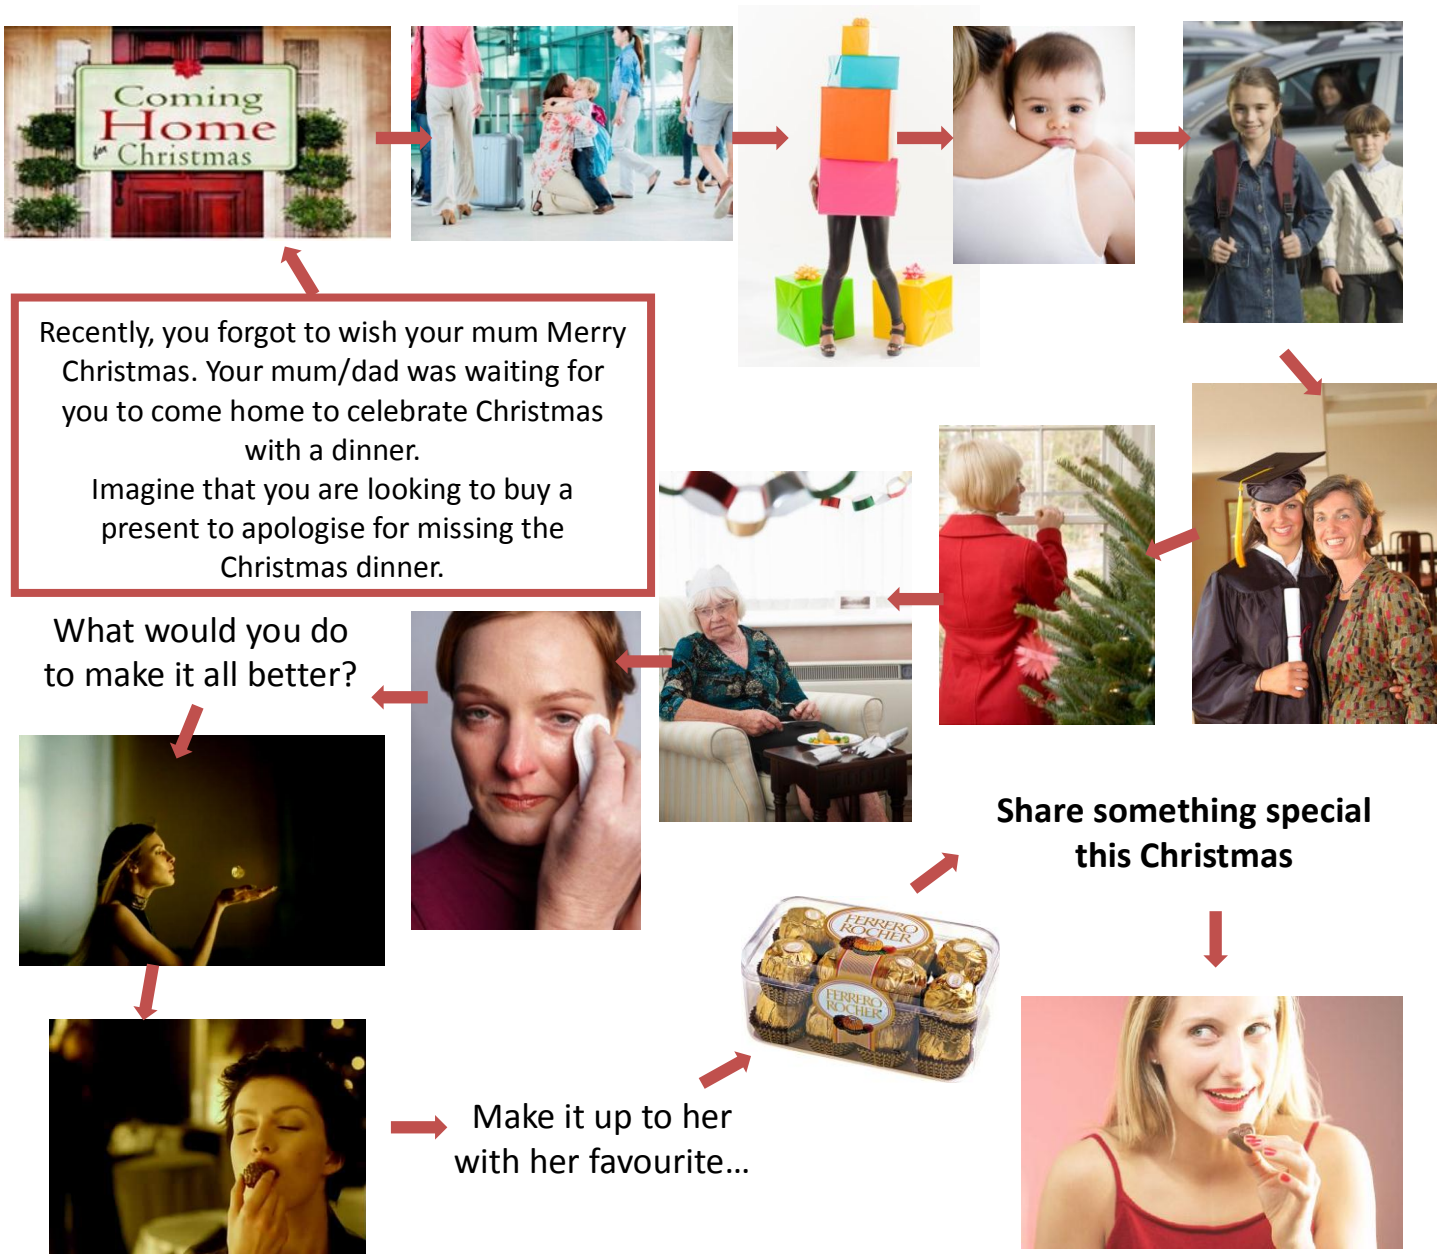 Coming
Home
for Christmas
Recently, you forgot to wish your mum Merry
Christmas. Your mum/dad was waiting for
you to come home to celebrate Christmas
with a dinner.
Imagine that you are looking to buy a
present to apologise for missing the
Christmas dinner.
What would you do
to make it all better?
Make it up to her
with her favourite...
FERRERO
ROCHER
FERRERO
ROCHER
Share something special
this Christmas